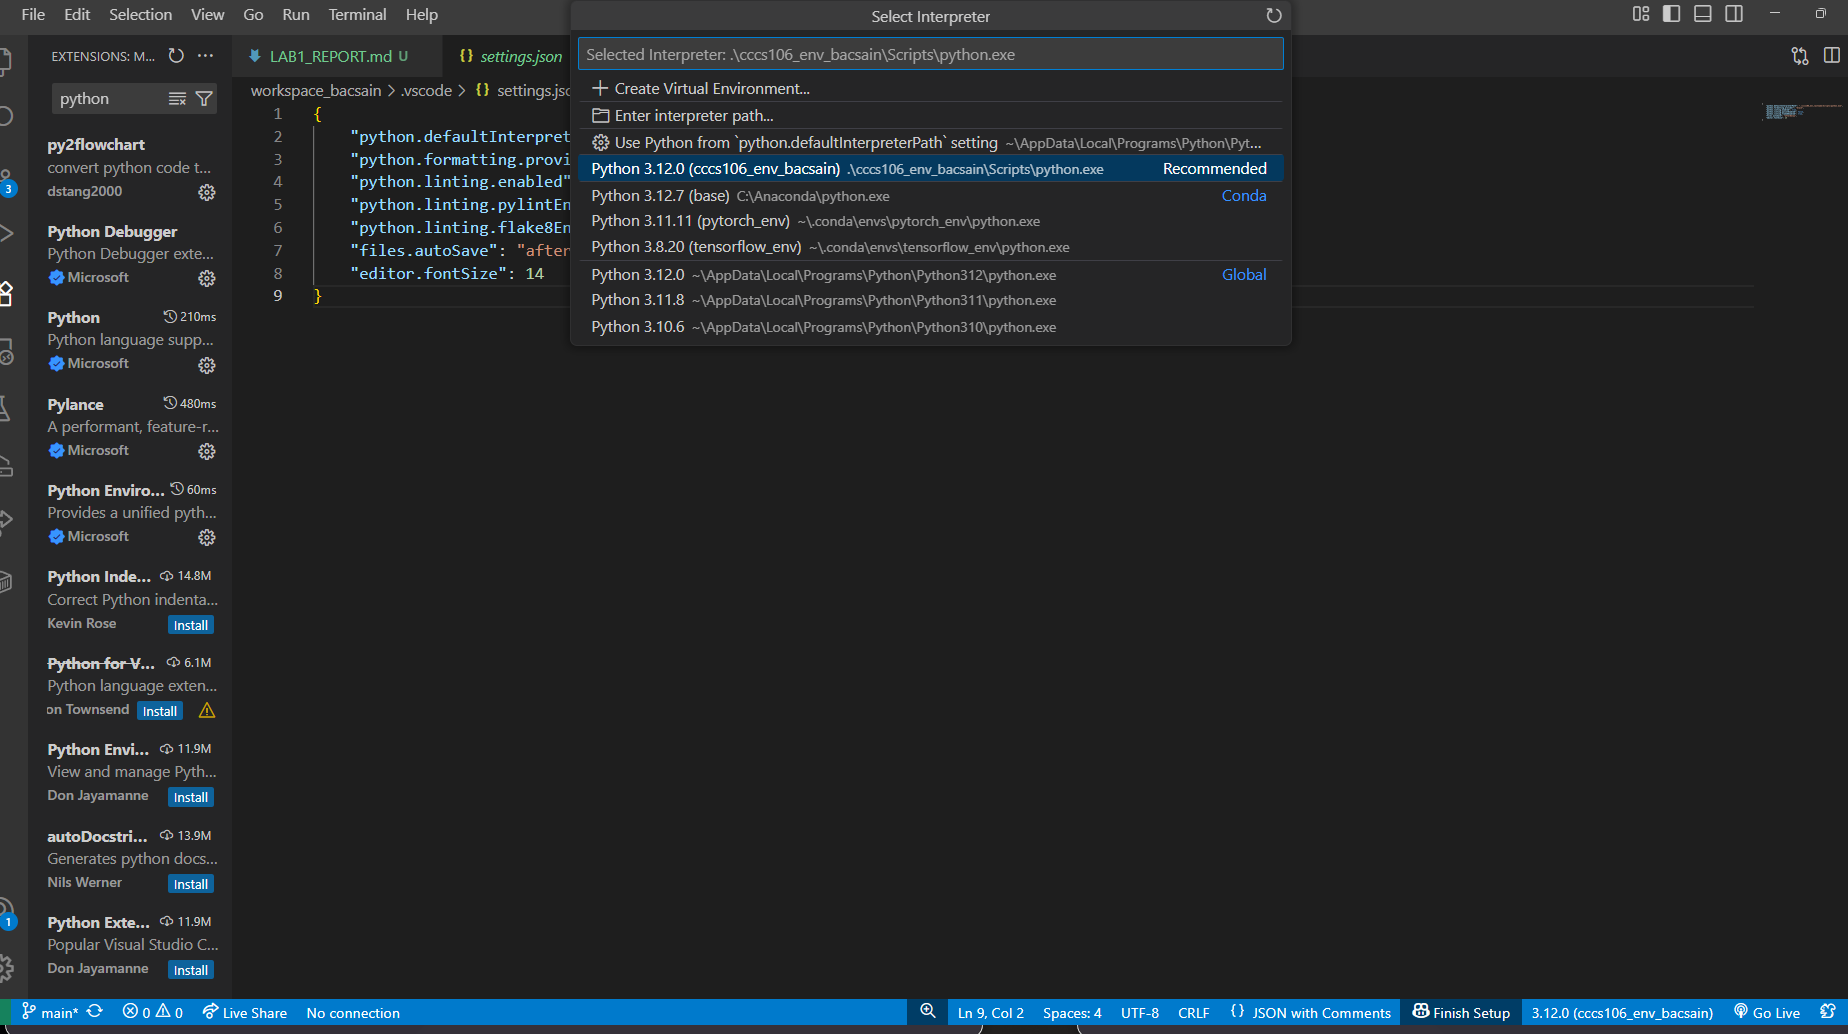 File Edit Selection View Go Run Terminal Help
Select Interpreter
EXTENSIONS: M...
LAB1_REPORT.md U
settings.json
Selected Interpreter: .\cccs106_env_bacsain\Scripts\python.exe
workspace_bacsain > .vscode > {} settings.jsc
python
Create Virtual Environment...
Enter interpreter path...
Use Python from `python.defaultInterpreterPath` setting ~\AppData\Local\Programs\Python\Pyt...
Python 3.12.0 (cccs106_env_bacsain) .\cccs106_env_bacsain\Scripts\python.exe Recommended
Python 3.12.7 (base) C:\Anaconda\python.exe Conda
Python 3.11.11 (pytorch_env) ~\.conda\envs\pytorch_env\python.exe
Python 3.8.20 (tensorflow_env) ~\.conda\envs\tensorflow_env\python.exe
Python 3.12.0 ~\AppData\Local\Programs\Python\Python312\python.exe Global
Python 3.11.8 ~\AppData\Local\Programs\Python\Python311\python.exe
Python 3.10.6 ~\AppData\Local\Programs\Python\Python310\python.exe
1 {
2 "python.defaultInterpret
3 "python.formatting.provi
4 "python.linting.enabled"
5 "python.linting.pylintEn
6 "python.linting.flake8En
7 "files.autoSave": "after
8 "editor.fontSize": 14
9 }
py2flowchart
convert python code t...
dstang2000
3
Python Debugger
Python Debugger exte...
Microsoft
Python 210ms
Python language supp...
Microsoft
Pylance 480ms
A performant, feature-r...
Microsoft
Python Enviro... 60ms
Provides a unified pyth...
Microsoft
Python Inde... 14.8M
Correct Python indenta...
Kevin Rose Install
Python for V... 6.1M
Python language exten...
on Townsend Install
Python Envi... 11.9M
View and manage Pyth...
Don Jayamanne Install
autoDocstri... 13.9M
Generates python docs...
Nils Werner Install
1
Python Exte... 11.9M
Popular Visual Studio C...
Don Jayamanne Install
main* 0 0 Live Share No connection Ln 9, Col 2 Spaces: 4 UTF-8 CRLF {} JSON with Comments Finish Setup 3.12.0 (cccs106_env_bacsain) Go Live